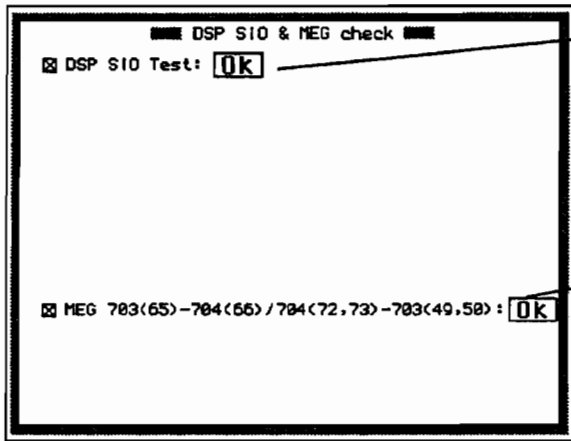 DSP SIO & MEG check
DSP SIO Test: Ok
MEG 703(65)-704(66)/704(72,73)-703(49,50): Ok